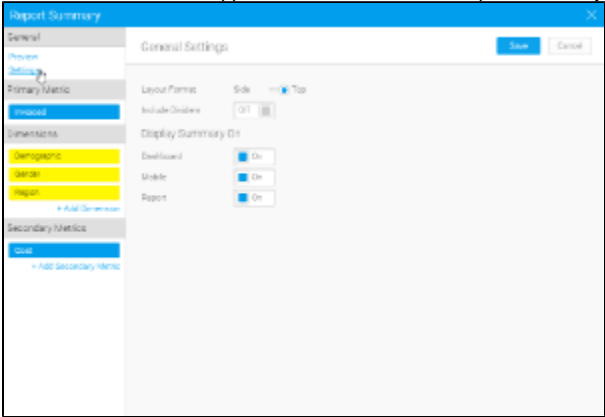 Report Summary
General
Preview
Settings
General Settings
Save
Cancel
Primary Metric
Invoiced
Layout Format Side Top
Include Dividers Off
Dimensions
Demographic
Gender
Region
+ Add Dimension
Display Summary On
Dashboard On
Mobile On
Report On
Secondary Metrics
Cost
+ Add Secondary Metric